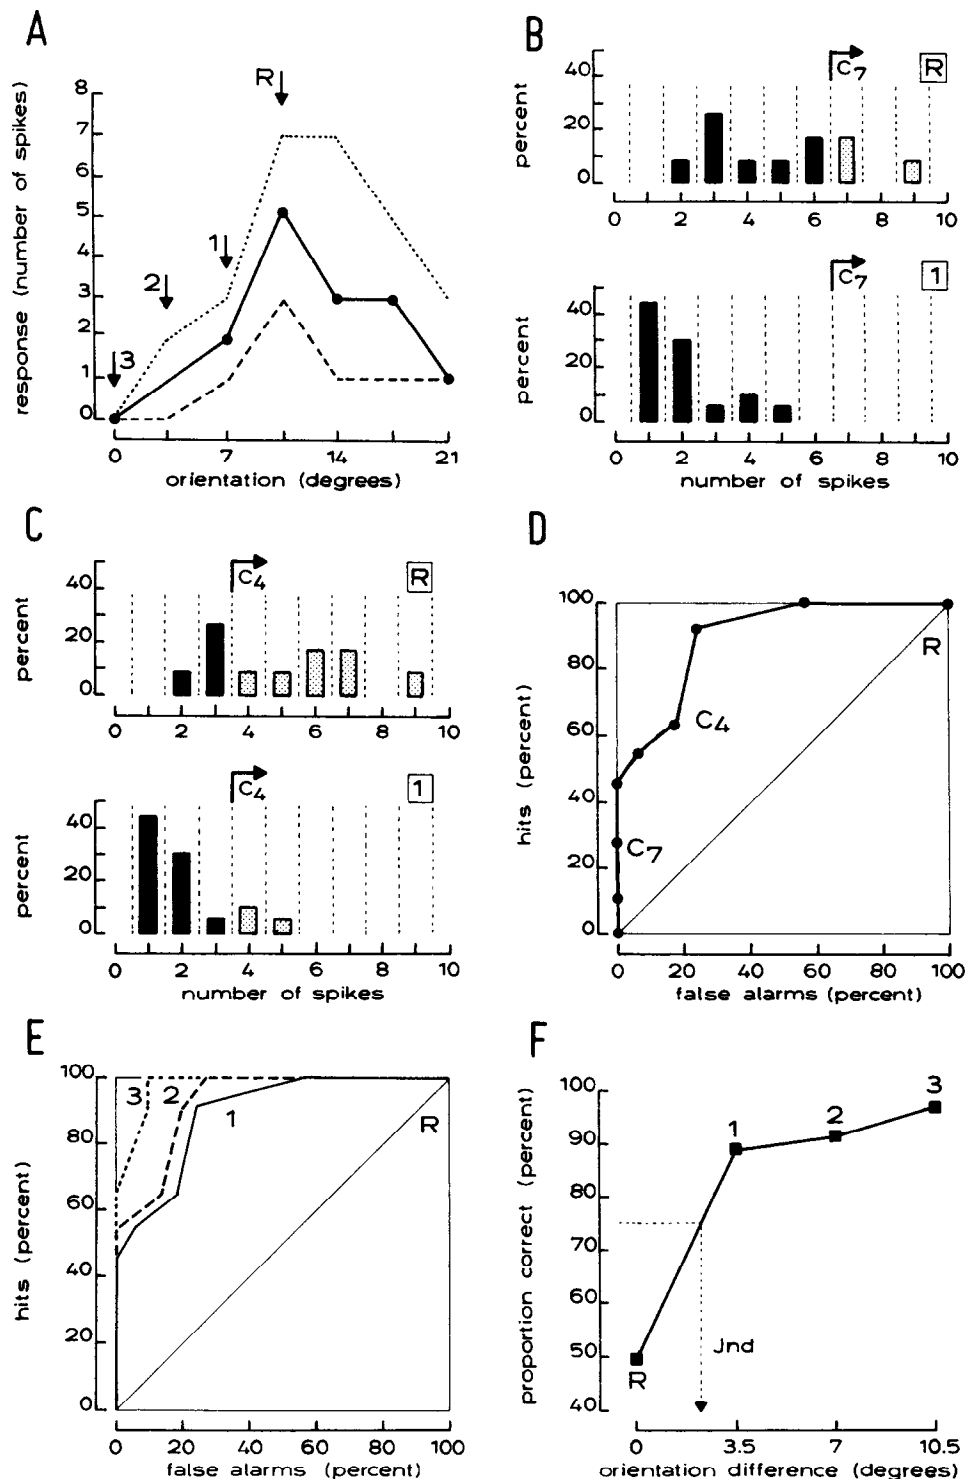 A
response (number of spikes)
8
7
6
5
4
3
2
1
0
R
1
2
3
0 7 14 21
orientation (degrees)
B
percent
40
20
0
C7
R
0 2 4 6 8 10
percent
40
20
0
C7
1
0 2 4 6 8 10
number of spikes
C
percent
40
20
0
C4
R
0 2 4 6 8 10
percent
40
20
0
C4
1
0 2 4 6 8 10
number of spikes
D
hits (percent)
100
80
60
40
20
0
R
C4
C7
0 20 60 100
false alarms (percent)
E
hits (percent)
100
80
60
40
20
0
3 2 1 R
0 20 60 100
false alarms (percent)
F
proportion correct (percent)
100
90
80
75
60
50
40
1
2
3
R
Jnd
0 3.5 7 10.5
orientation difference (degrees)